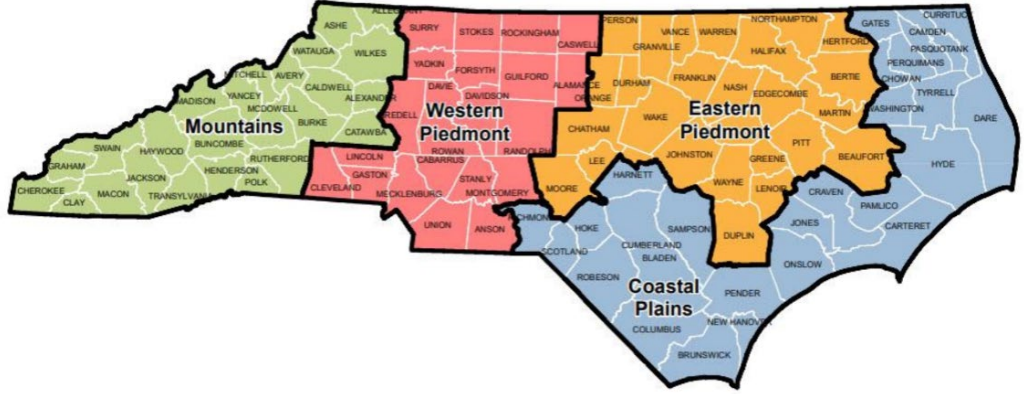 ALLEGHANY
ASHE
SURRY
STOKES
ROCKINGHAM
CASWELL
PERSON
VANCE
WARREN
NORTHAMPTON
GATES
CURRITUCK
CAMDEN
PASQUOTANK
PERQUIMANS
CHOWAN
HERTFORD
GRANVILLE
HALIFAX
WATAUGA
WILKES
YADKIN
FORSYTH
GUILFORD
ALAMANCE
ORANGE
DURHAM
FRANKLIN
NASH
EDGECOMBE
BERTIE
MARTIN
WASHINGTON
TYRRELL
DARE
MITCHELL
AVERY
CALDWELL
ALEXANDER
DAVIE
DAVIDSON
IREDELL
MADISON
YANCEY
MCDOWELL
BURKE
CATAWBA
Mountains
Western
Piedmont
Eastern
Piedmont
CHATHAM
WAKE
PITT
BEAUFORT
HYDE
SWAIN
HAYWOOD
BUNCOMBE
RUTHERFORD
LINCOLN
ROWAN
CABARRUS
RANDOLPH
LEE
JOHNSTON
GREENE
GRAHAM
JACKSON
HENDERSON
POLK
GASTON
STANLY
CLEVELAND
MECKLENBURG
MONTGOMERY
MOORE
HARNETT
WAYNE
LENOIR
CRAVEN
PAMLICO
CHEROKEE
CLAY
MACON
TRANSYLVANI
UNION
ANSON
RICHMOND
HOKE
SAMPSON
DUPLIN
JONES
CARTERET
SCOTLAND
CUMBERLAND
BLADEN
ONSLOW
ROBESON
Coastal
Plains
PENDER
COLUMBUS
NEW HANOVER
BRUNSWICK